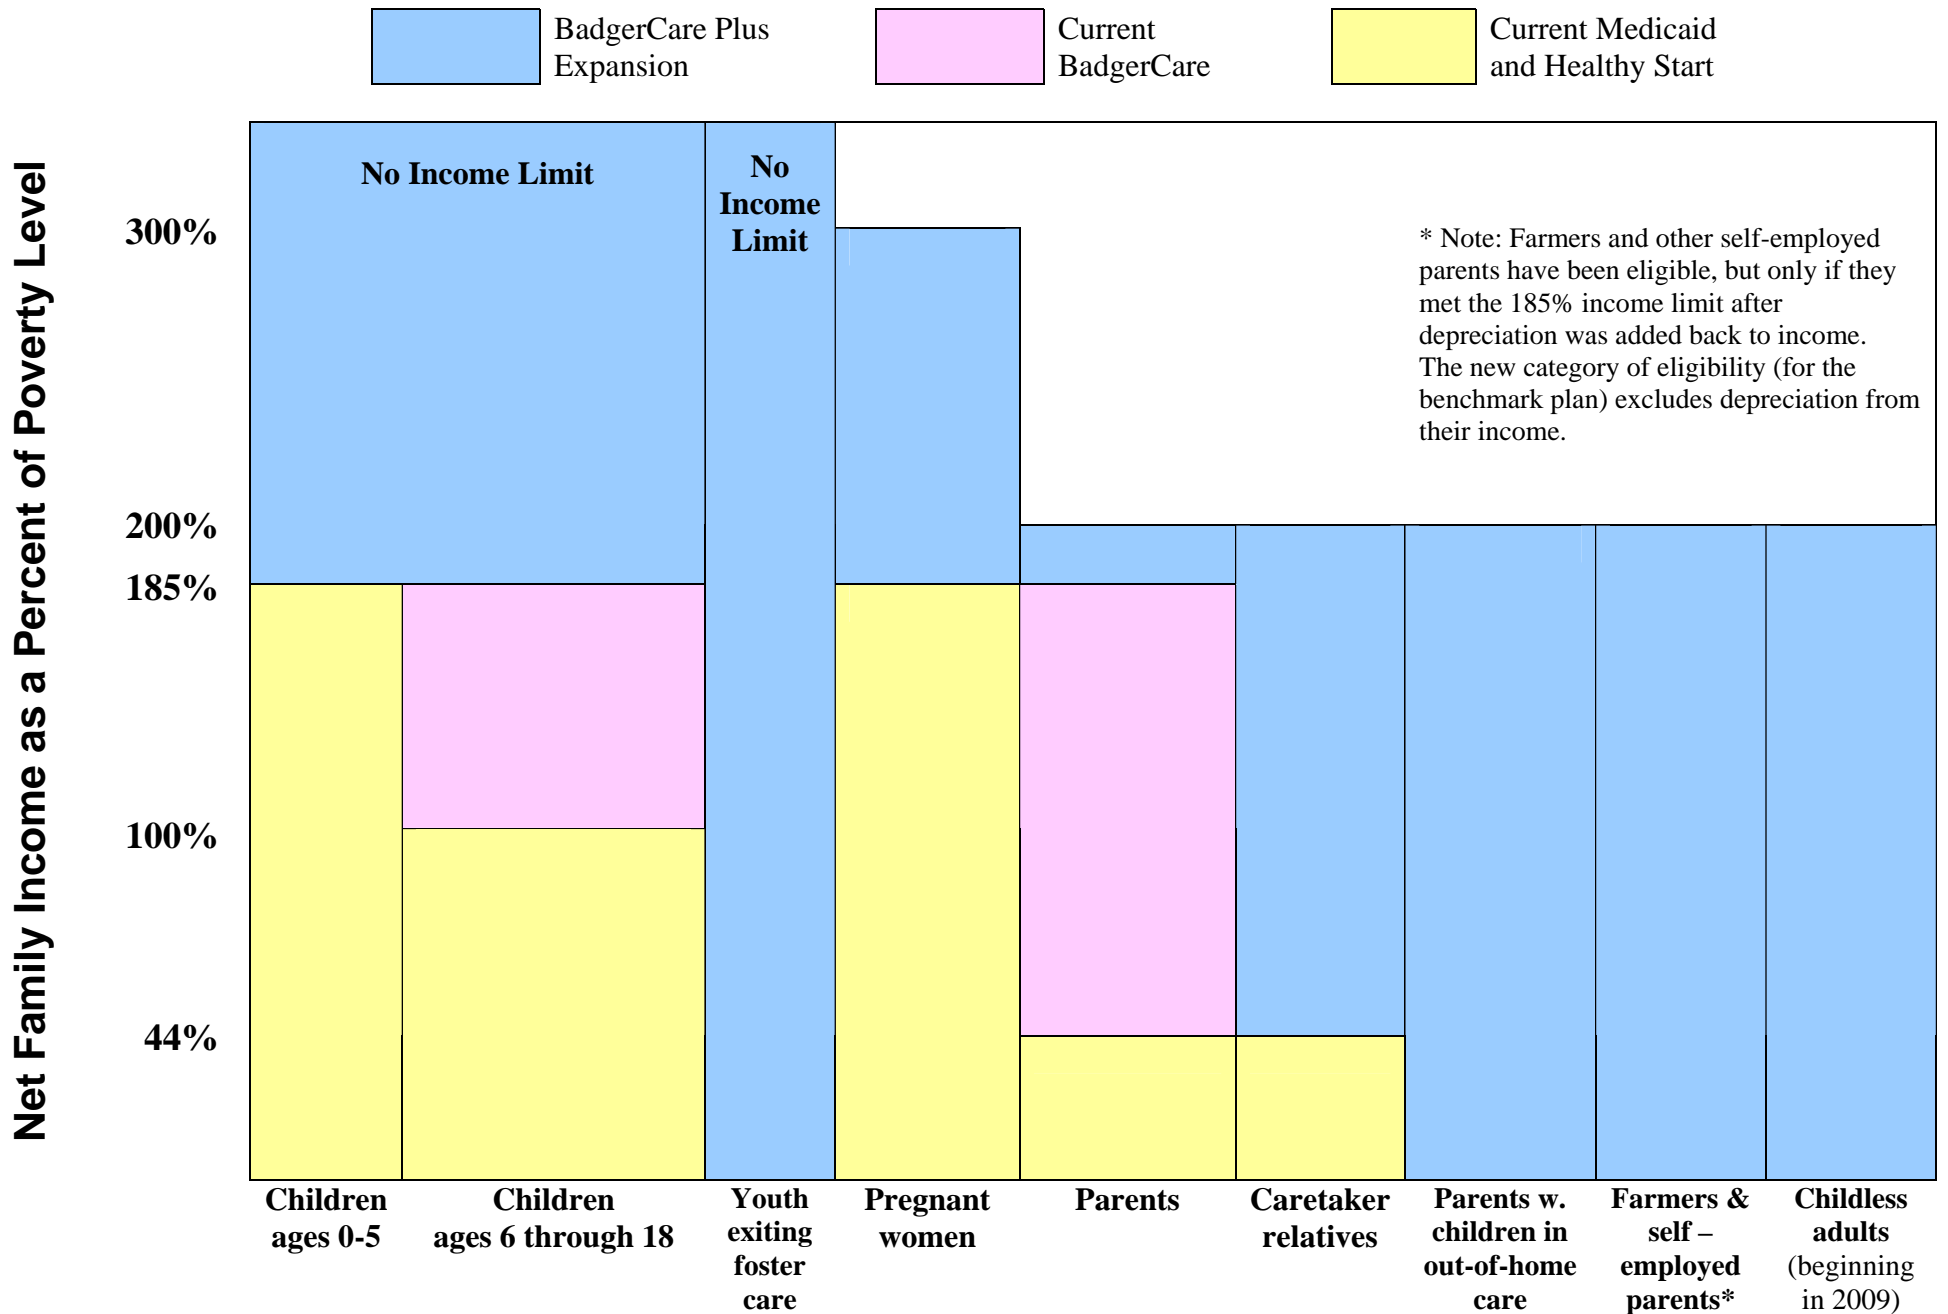 BadgerCare Plus
Expansion
Current
BadgerCare
Current Medicaid
and Healthy Start
Net Family Income as a Percent of Poverty Level
300%
200%
185%
100%
44%
No Income Limit
No
Income
Limit
* Note: Farmers and other self-employed
parents have been eligible, but only if they
met the 185% income limit after
depreciation was added back to income.
The new category of eligibility (for the
benchmark plan) excludes depreciation from
their income.
Children
ages 0-5
Children
ages 6 through 18
Youth
exiting
foster
care
Pregnant
women
Parents
Caretaker
relatives
Parents w.
children in
out-of-home
care
Farmers &
self –
employed
parents*
Childless
adults
(beginning
in 2009)